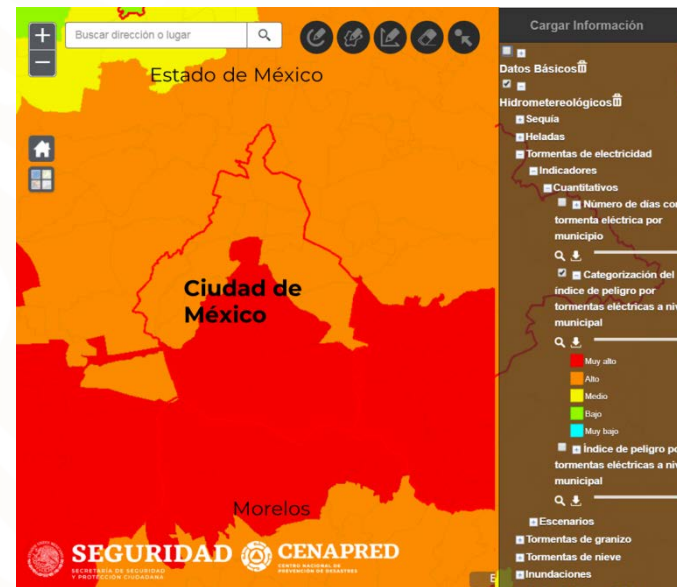 Buscar dirección o lugar
Cargar Información
Estado de México
Datos Básicos
Hidrometereológicos
Sequía
Heladas
Tormentas de electricidad
Indicadores
Cuantitativos
Número de días con
tormenta eléctrica por
municipio
Categorización del
índice de peligro por
tormentas eléctricas a niv
municipal
Muy alto
Alto
Medio
Bajo
Muy bajo
Índice de peligro po
tormentas eléctricas a niv
municipal
Escenarios
Tormentas de granizo
Tormentas de nieve
Inundaciones
Ciudad de
México
Morelos
SEGURIDAD
SECRETARÍA DE SEGURIDAD
Y PROTECCIÓN CIUDADANA
CENAPRED
CENTRO NACIONAL DE
PREVENCIÓN DE DESASTRES
E